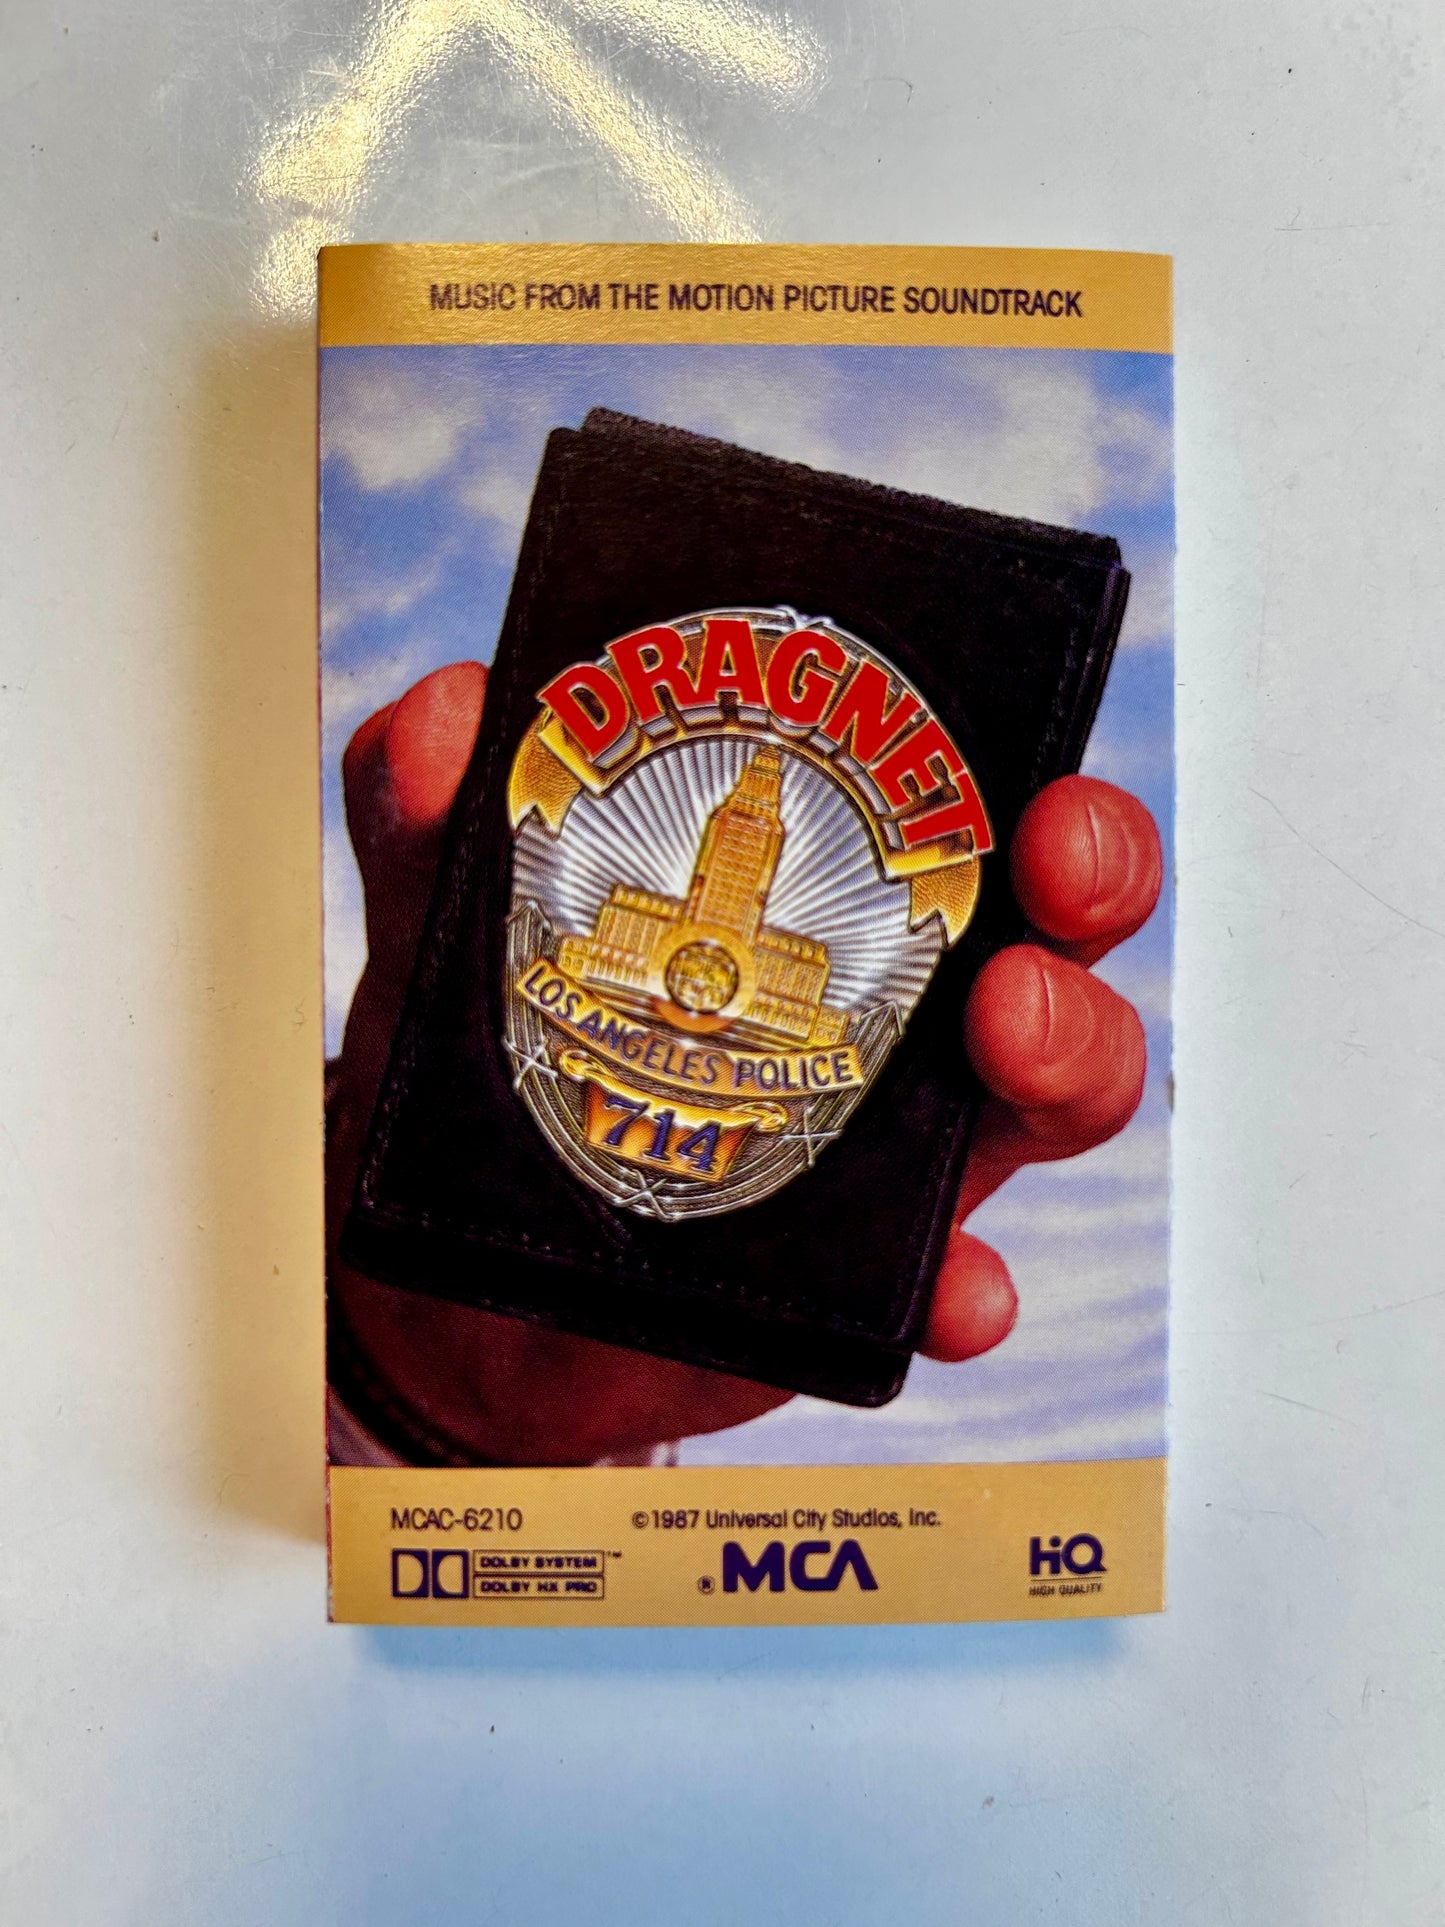 MUSIC FROM THE MOTION PICTURE SOUNDTRACK
DRAGNET
LOS ANGELES POLICE
714
MCAC-6210
©1987 Universal City Studios, Inc.
DOLBY SYSTEM™
DOLBY HX PRO
® MCA
HiQ
HIGH QUALITY